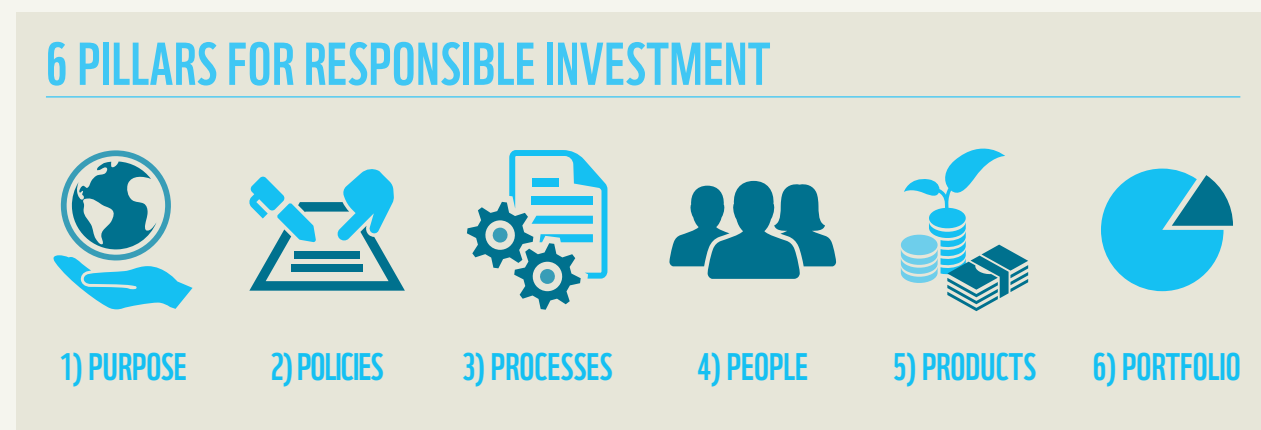 6 PILLARS FOR RESPONSIBLE INVESTMENT
1) PURPOSE
2) POLICIES
3) PROCESSES
4) PEOPLE
5) PRODUCTS
6) PORTFOLIO